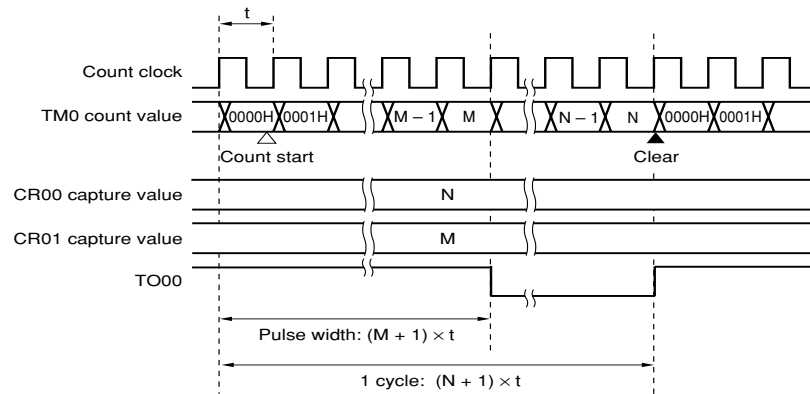 t
Count clock
TM0 count value 0000H 0001H M – 1 M N – 1 N 0000H 0001H
Count start Clear
CR00 capture value N
CR01 capture value M
TO00
Pulse width: (M + 1) × t
1 cycle: (N + 1) × t